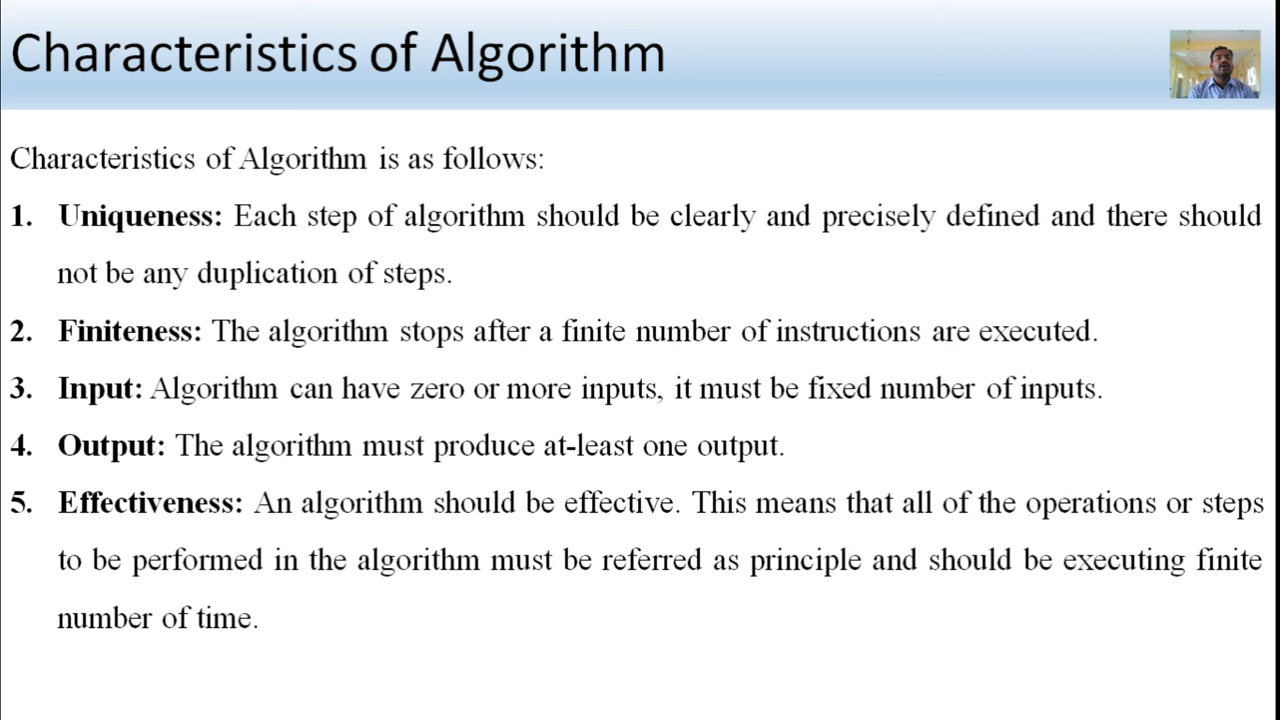 Characteristics of Algorithm
Characteristics of Algorithm is as follows:
1. Uniqueness: Each step of algorithm should be clearly and precisely defined and there should
not be any duplication of steps.
2. Finiteness: The algorithm stops after a finite number of instructions are executed.
3. Input: Algorithm can have zero or more inputs, it must be fixed number of inputs.
4. Output: The algorithm must produce at-least one output.
5. Effectiveness: An algorithm should be effective. This means that all of the operations or steps
to be performed in the algorithm must be referred as principle and should be executing finite
number of time.